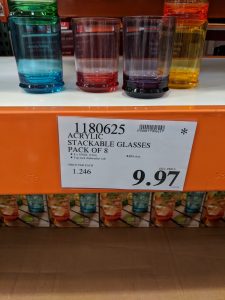 1180625
*
ACRYLIC
STACKABLE GLASSES
PACK OF 8
1.246
9.97